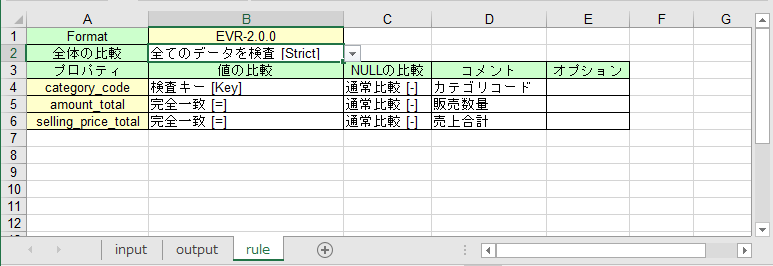 A B C D E F G
1 Format EVR-2.0.0
2 全体の比較 全てのデータを検査 [Strict]
3 プロパティ 値の比較 NULLの比較 コメント オプション
4 category_code 検査キー [Key] 通常比較 [-] カテゴリコード
5 amount_total 完全一致 [=] 通常比較 [-] 販売数量
6 selling_price_total 完全一致 [=] 通常比較 [-] 売上合計
7
8
9
10
11
12
input output rule